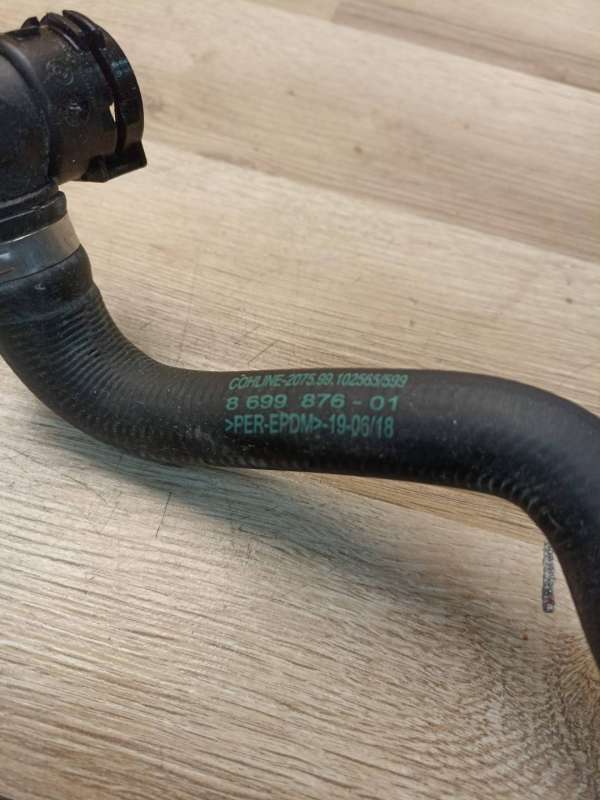 COHLINE-2075.99.102565/599
8 699 876 - 01
>PER-EPDM>-19-06/18